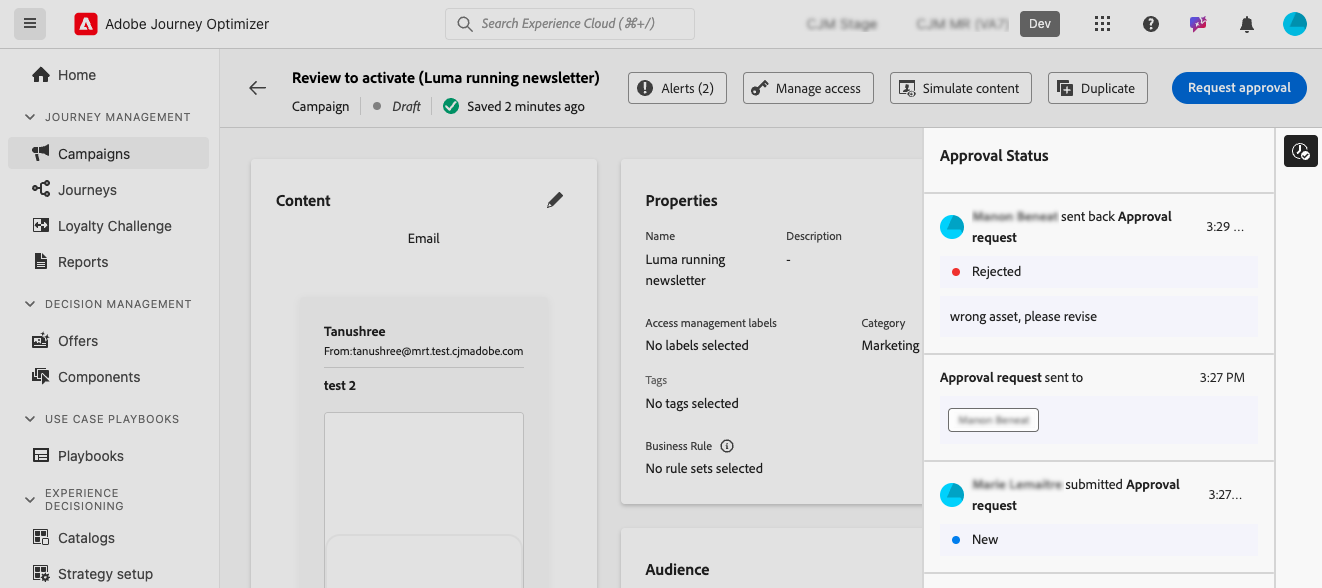 Adobe Journey Optimizer
Search Experience Cloud (⌘+/)
Dev
Home
JOURNEY MANAGEMENT
Campaigns
Journeys
Loyalty Challenge
Reports
DECISION MANAGEMENT
Offers
Components
USE CASE PLAYBOOKS
Playbooks
EXPERIENCE
DECISIONING
Catalogs
Strategy setup
Review to activate (Luma running newsletter)
Campaign
Draft
Saved 2 minutes ago
Alerts (2)
Manage access
Simulate content
Duplicate
Request approval
Content
Email
Tanushree
From:tanushree@mrt.test.cjmadobe.com
test 2
Properties
Name
Description
Luma running
newsletter
-
Access management labels
Category
No labels selected
Marketing
Tags
No tags selected
Business Rule
No rule sets selected
Audience
Approval Status
sent back Approval
request
3:29 ...
Rejected
wrong asset, please revise
Approval request sent to
3:27 PM
submitted Approval
request
3:27...
New